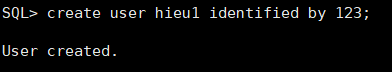 SQL> create user hieu1 identified by 123;
User created.